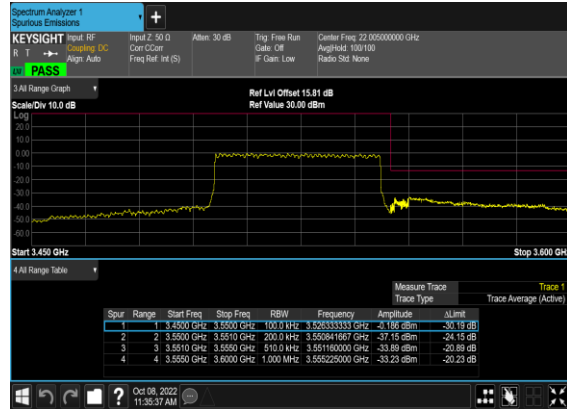 Spectrum Analyzer 1
Spurious Emissions
+
KEYSIGHT Input: RF Input Z: 50 Ω Atten: 30 dB Trig: Free Run Center Freq: 22.005000000 GHz
R T Coupling: DC Corr CCorr Gate: Off Avg|Hold: 100/100
Align: Auto Freq Ref: Int (S) IF Gain: Low Radio Std: None
PASS
3 All Range Graph
Ref Lvl Offset 15.81 dB
Scale/Div 10.0 dB Ref Value 30.00 dBm
Log
20.0
10.0
0.00
-10.0
-20.0
-30.0
-40.0
-50.0
-60.0
Start 3.450 GHz Stop 3.600 GH
4 All Range Table
Measure Trace Trace 1
Trace Type Trace Average (Active)
Spur Range Start Freq Stop Freq RBW Frequency Amplitude ΔLimit
1 1 3.4500 GHz 3.5500 GHz 100.0 kHz 3.526333333 GHz -0.186 dBm -30.19 dB
2 2 3.5500 GHz 3.5510 GHz 200.0 kHz 3.550841667 GHz -37.15 dBm -24.15 dB
3 3 3.5510 GHz 3.5550 GHz 510.0 kHz 3.551160000 GHz -33.89 dBm -20.89 dB
4 4 3.5550 GHz 3.6000 GHz 1.000 MHz 3.555225000 GHz -33.23 dBm -20.23 dB
? Oct 08, 2022
11:35:37 AM